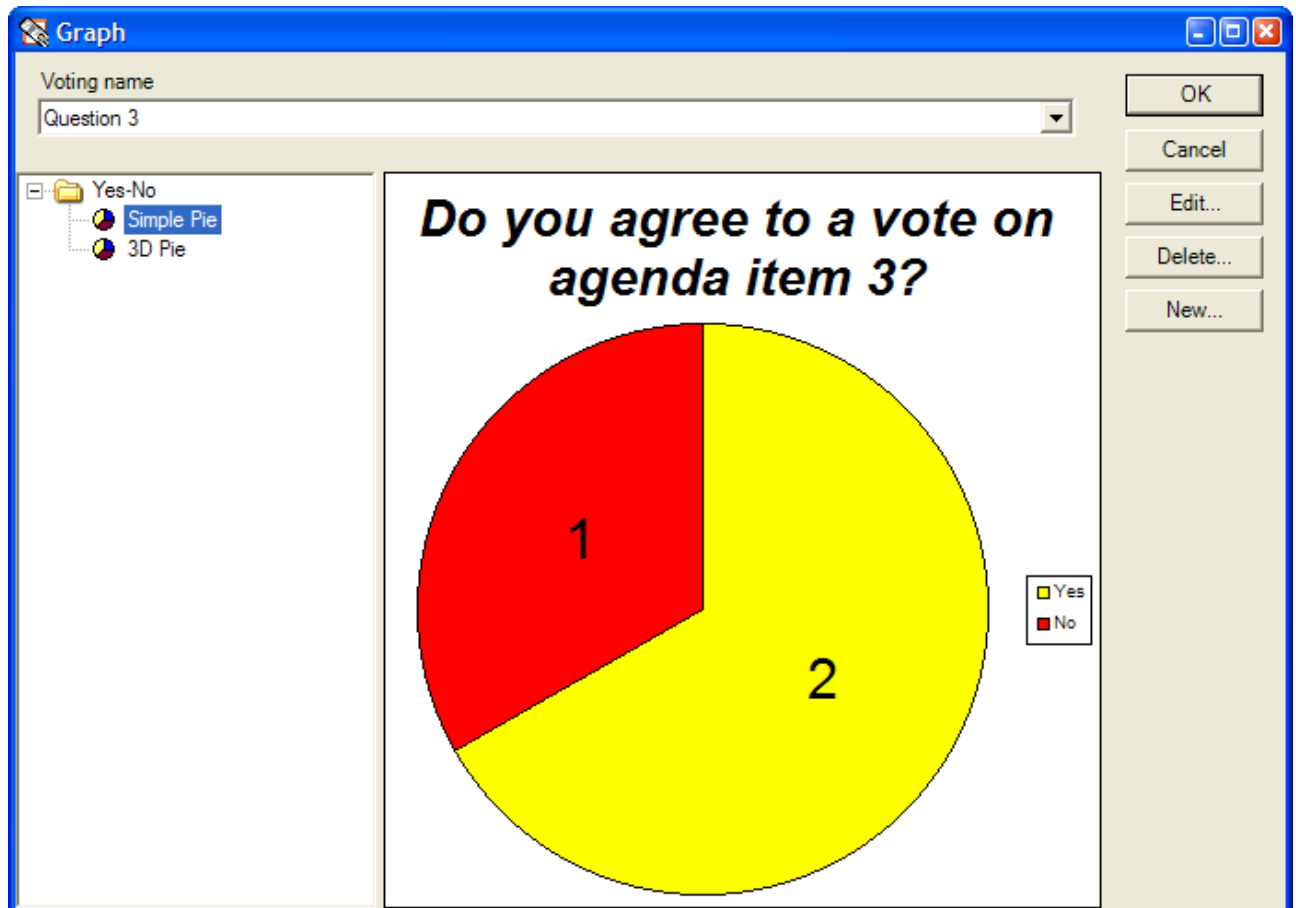 Graph
Voting name
Question 3
OK
Cancel
Edit...
Delete...
New...
Yes-No
Simple Pie
3D Pie
Do you agree to a vote on
agenda item 3?
1
2
Yes
No